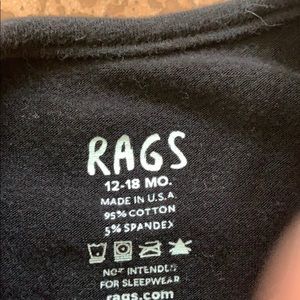 RAGS
12-18 MO.
MADE IN U.S.A
95% COTTON
5% SPANDEX
NOT INTENDED
FOR SLEEPWEAR
rags.com